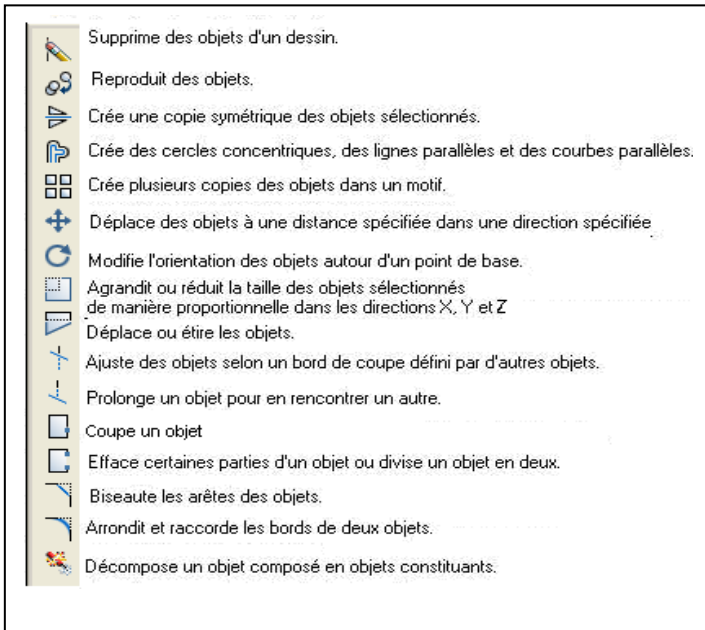 Supprime des objets d'un dessin.
Reproduit des objets.
Crée une copie symétrique des objets sélectionnés.
Crée des cercles concentriques, des lignes parallèles et des courbes parallèles.
Crée plusieurs copies des objets dans un motif.
Déplace des objets à une distance spécifiée dans une direction spécifiée
Modifie l'orientation des objets autour d'un point de base.
Agrandit ou réduit la taille des objets sélectionnés
de manière proportionnelle dans les directions X, Y et Z
Déplace ou étire les objets.
Ajuste des objets selon un bord de coupe défini par d'autres objets.
Prolonge un objet pour en rencontrer un autre.
Coupe un objet
Efface certaines parties d'un objet ou divise un objet en deux.
Biseaute les arêtes des objets.
Arrondit et raccorde les bords de deux objets.
Décompose un objet composé en objets constituants.